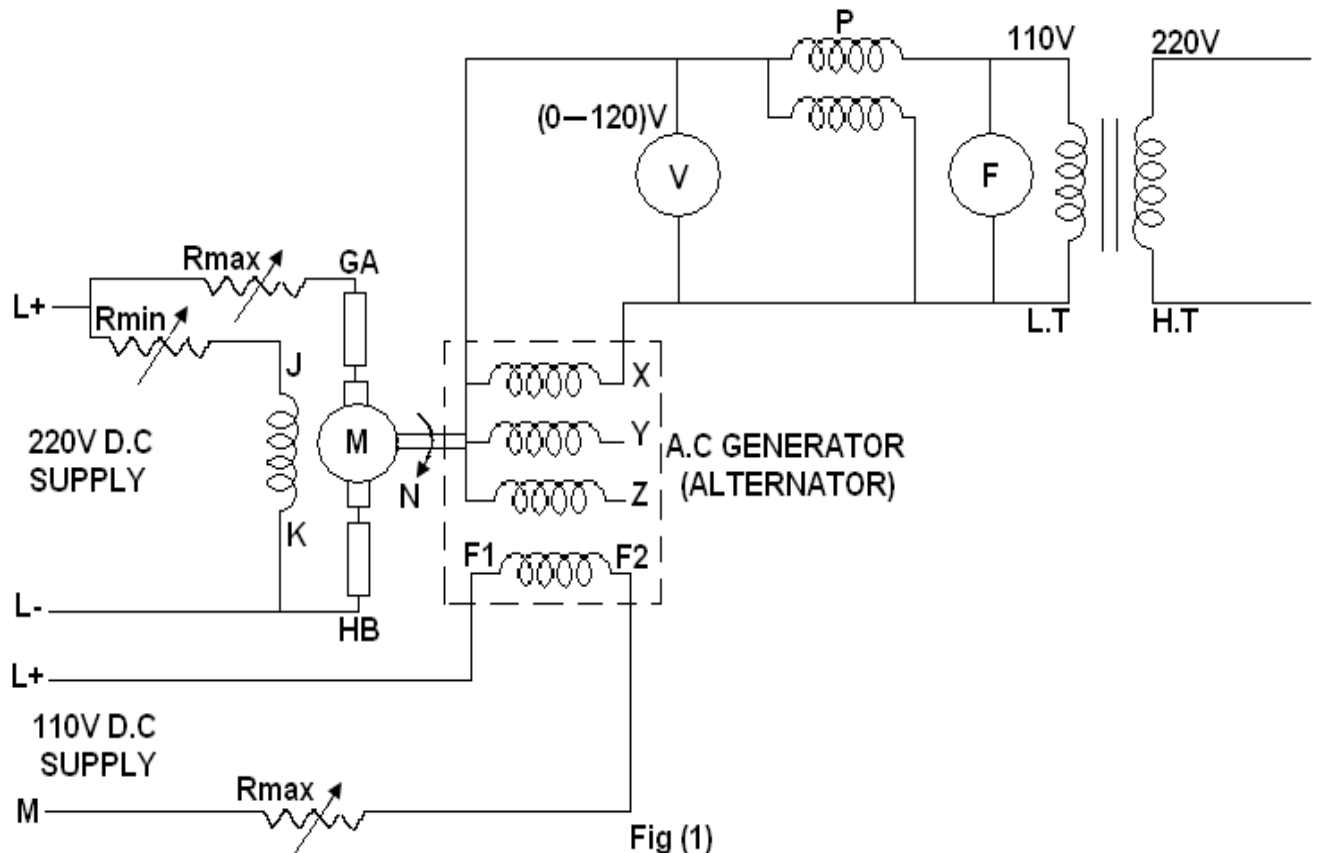 P
110V
220V
(0—120)V
V
F
L.T
H.T
Rmax
GA
L+
Rmin
J
220V D.C
SUPPLY
M
N
K
X
Y
Z
A.C GENERATOR
(ALTERNATOR)
F1
F2
L-
HB
L+
110V D.C
SUPPLY
Rmax
M
Fig (1)